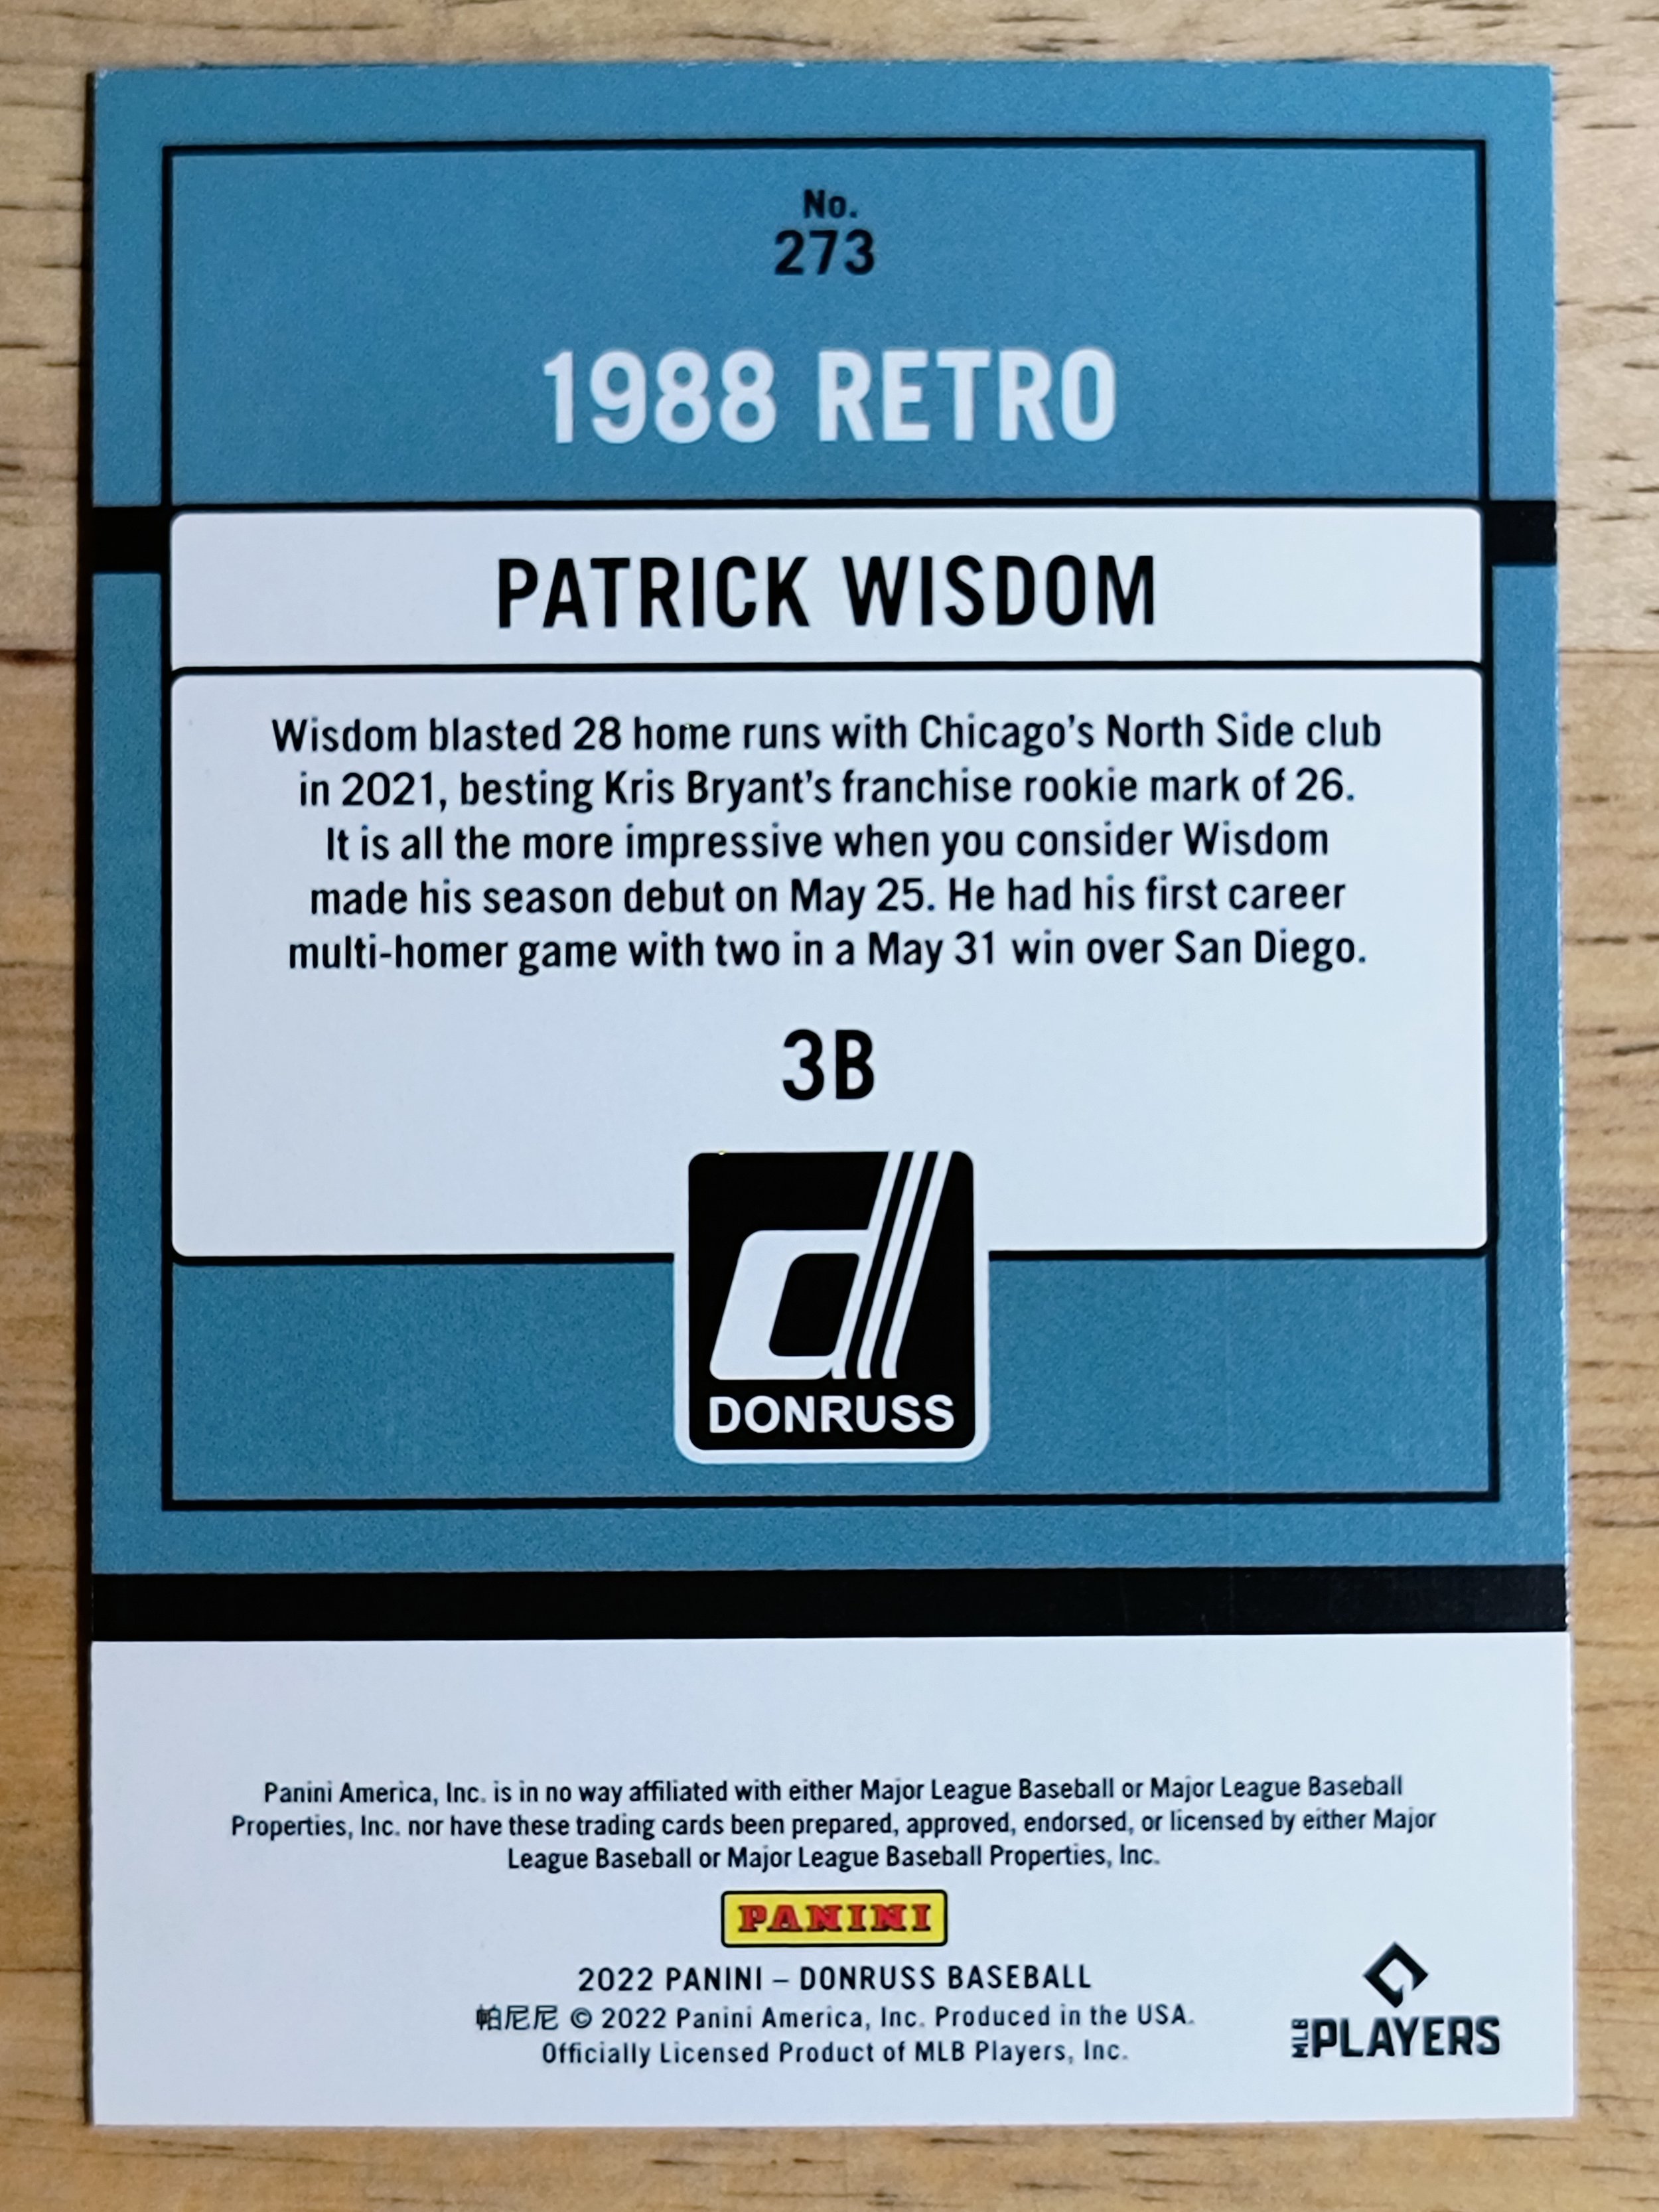 No.
273
1988 RETRO
PATRICK WISDOM
Wisdom blasted 28 home runs with Chicago's North Side club
in 2021, besting Kris Bryant's franchise rookie mark of 26.
It is all the more impressive when you consider Wisdom
made his season debut on May 25. He had his first career
multi-homer game with two in a May 31 win over San Diego.
3B
d
DONRUSS
Panini America, Inc. is in no way affiliated with either Major League Baseball or Major League Baseball
Properties, Inc. nor have these trading cards been prepared, approved, endorsed, or licensed by either Major
League Baseball or Major League Baseball Properties, Inc.
PANINI
2022 PANINI – DONRUSS BASEBALL
帕尼尼 © 2022 Panini America, Inc. Produced in the USA.
Officially Licensed Product of MLB Players, Inc.
MLB PLAYERS